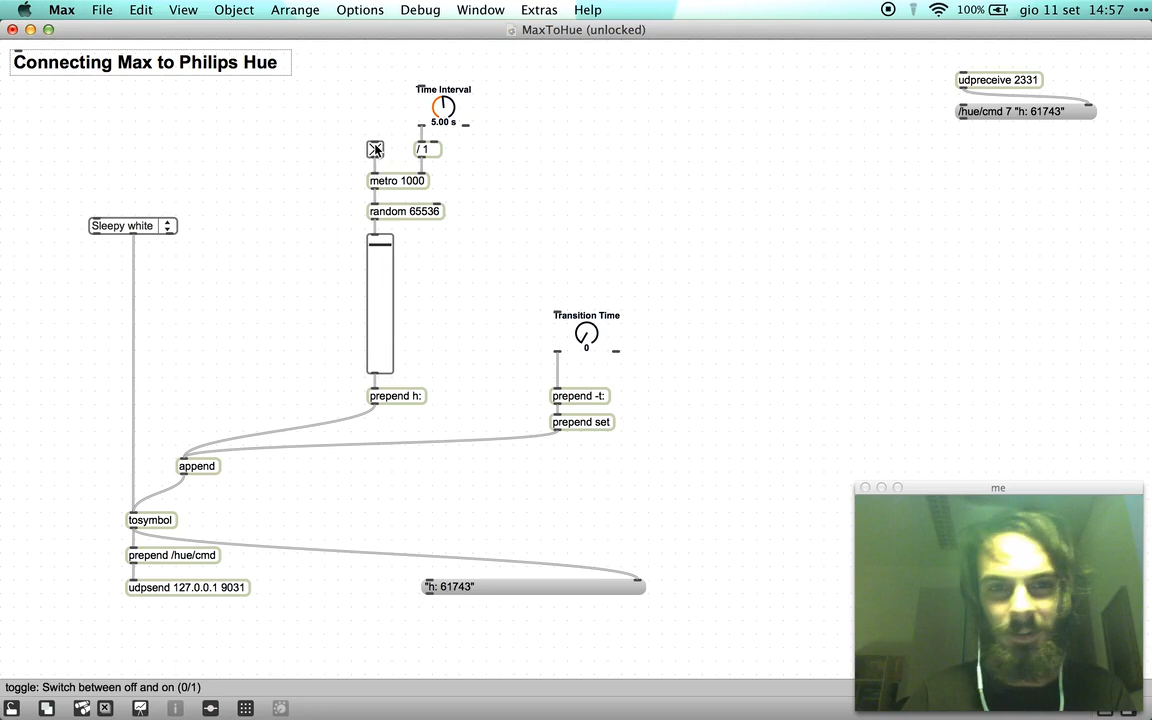 Max File Edit View Object Arrange Options Debug Window Extras Help 100% gio 11 set 14:57
MaxToHue (unlocked)
Connecting Max to Philips Hue
udpreceive 2331
Time Interval
/hue/cmd 7 "h: 61743"
5.00 s
/ 1
metro 1000
random 65536
Sleepy white
Transition Time
0
prepend h:
prepend -t:
prepend set
append
me
tosymbol
prepend /hue/cmd
udpsend 127.0.0.1 9031
"h: 61743"
toggle: Switch between off and on (0/1)